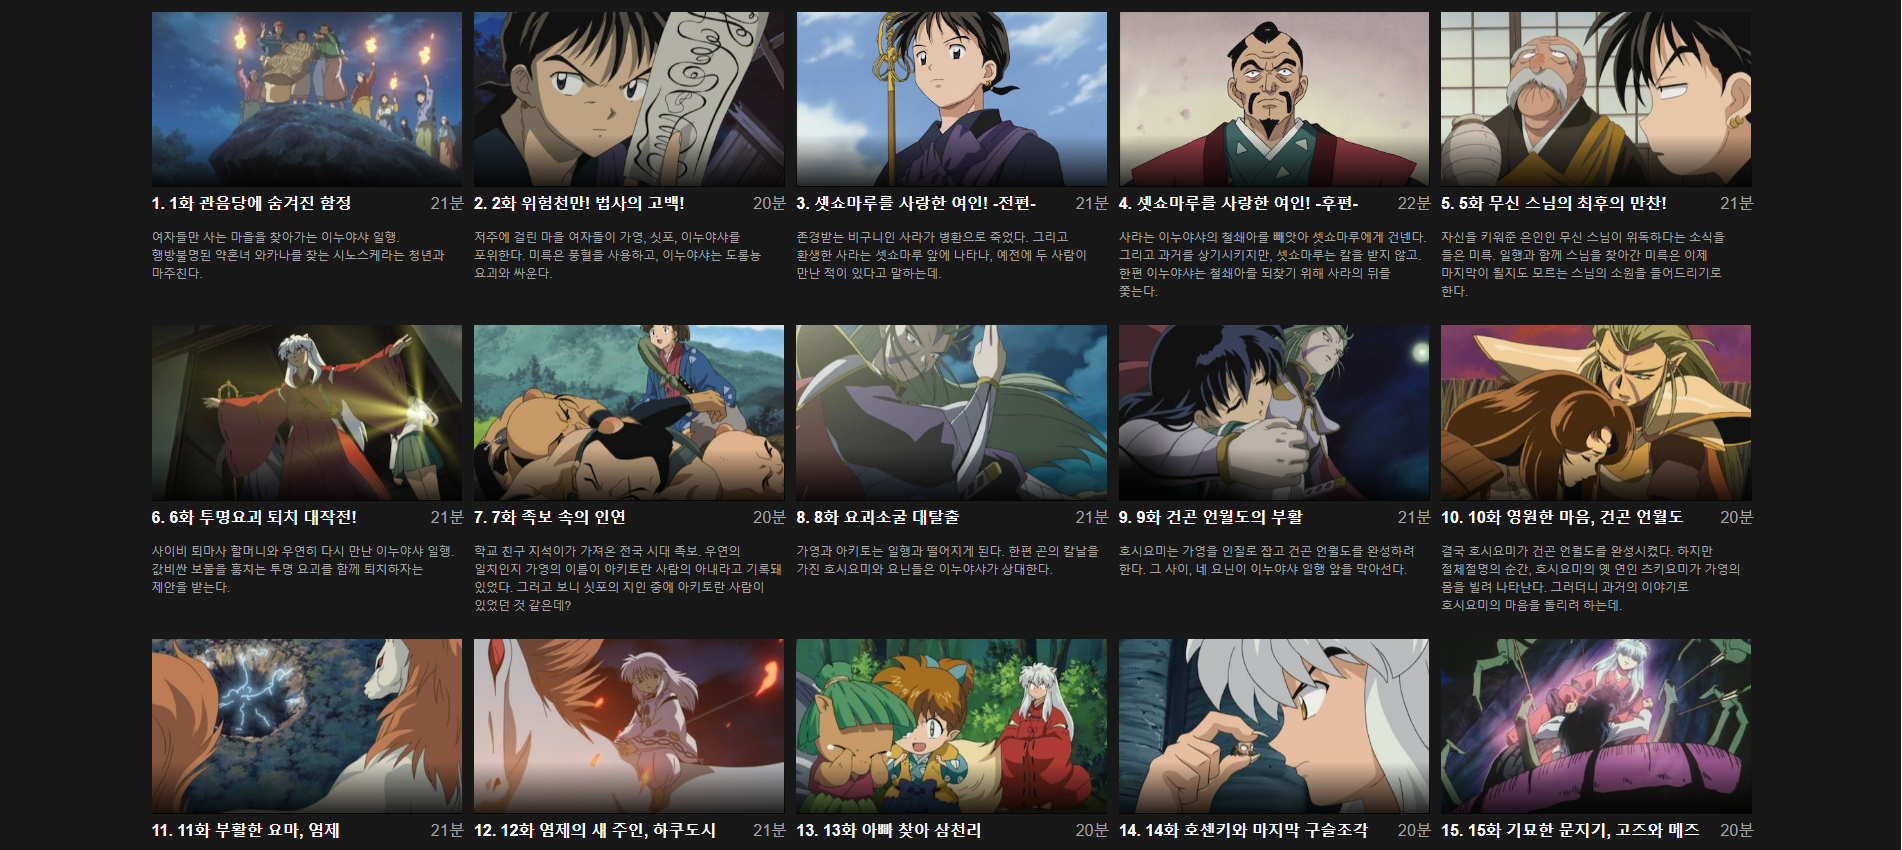 1. 1화 관음당에 숨겨진 함정 21분
여자들만 사는 마을을 찾아가는 이누야샤 일행.
행방불명된 약혼녀 와카나를 찾는 시노스케라는 청년과
마주친다.
2. 2화 위험천만! 법사의 고백! 20분
저주에 걸린 마을 여자들이 가영, 싯포, 이누야샤를
포위한다. 미륵은 풍혈을 사용하고, 이누야샤는 도롱뇽
요괴와 싸운다.
3. 셋쇼마루를 사랑한 여인! -전편- 21분
존경받는 비구니인 사라가 병환으로 죽었다. 그리고
환생한 사라는 셋쇼마루 앞에 나타나, 예전에 두 사람이
만난 적이 있다고 말하는데.
4. 셋쇼마루를 사랑한 여인! -후편- 22분
사라는 이누야샤의 철쇄아를 빼앗아 셋쇼마루에게 건넨다.
그리고 과거를 상기시키지만, 셋쇼마루는 칼을 받지 않고.
한편 이누야샤는 철쇄아를 되찾기 위해 사라의 뒤를
쫓는다.
5. 5화 무신 스님의 최후의 만찬! 21분
자신을 키워준 은인인 무신 스님이 위독하다는 소식을
들은 미륵. 일행과 함께 스님을 찾아간 미륵은 이제
마지막이 될지도 모르는 스님의 소원을 들어드리기로
한다.
6. 6화 투명요괴 퇴치 대작전! 21분
사이비 퇴마사 할머니와 우연히 다시 만난 이누야샤 일행.
값비싼 보물을 훔치는 투명 요괴를 함께 퇴치하자는
제안을 받는다.
7. 7화 족보 속의 인연 20분
학교 친구 지석이가 가져온 전국 시대 족보. 우연의
일치인지 가영의 이름이 아키토란 사람의 아내라고 기록돼
있었다. 그러고 보니 싯포의 지인 중에 아키토란 사람이
있었던 것 같은데?
8. 8화 요괴소굴 대탈출 21분
가영과 아키토는 일행과 떨어지게 된다. 한편 곤의 칼날을
가진 호시요미와 요닌들은 이누야샤가 상대한다.
9. 9화 건곤 언월도의 부활 21분
호시요미는 가영을 인질로 잡고 건곤 언월도를 완성하려
한다. 그 사이, 네 요닌이 이누야샤 일행 앞을 막아선다.
10. 10화 영원한 마음, 건곤 언월도 20분
결국 호시요미가 건곤 언월도를 완성시켰다. 하지만
절체절명의 순간, 호시요미의 옛 연인 츠키요미가 가영의
몸을 빌려 나타난다. 그러더니 과거의 이야기로
호시요미의 마음을 돌리려 하는데.
11. 11화 부활한 요마, 염제 21분
12. 12화 염제의 새 주인, 하쿠도시 21분
13. 13화 아빠 찾아 삼천리 20분
14. 14화 호센키와 마지막 구슬조각 20분
15. 15화 기묘한 문지기, 고즈와 메즈 20분